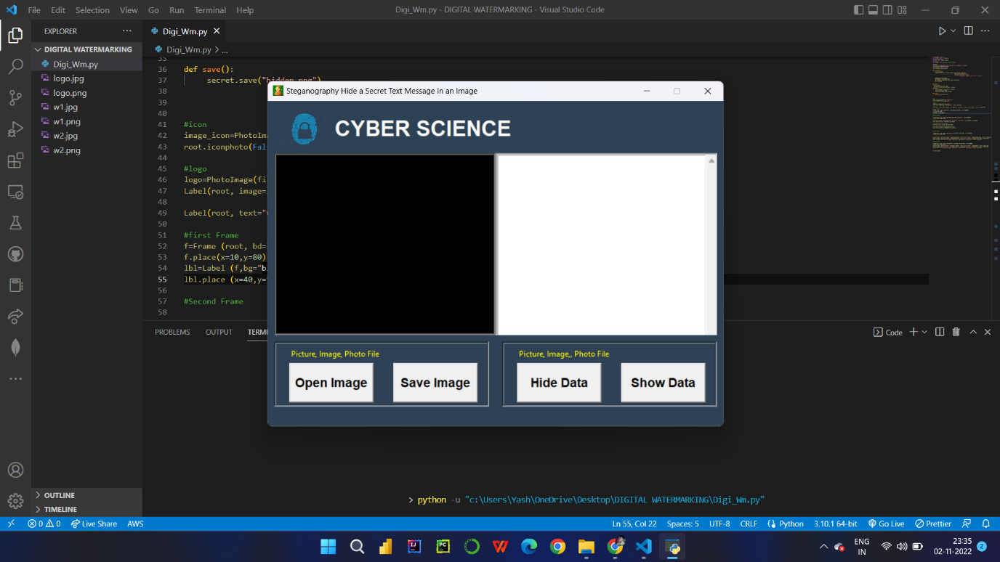 File Edit Selection View Go Run Terminal Help
Digi_Wm.py - DIGITAL WATERMARKING - Visual Studio Code
EXPLORER
DIGITAL WATERMARKING
Digi_Wm.py
logo.jpg
logo.png
w1.jpg
w1.png
w2.jpg
w2.png
OUTLINE
TIMELINE
Digi_Wm.py
Digi_Wm.py > ...
35
36 def save():
37 secret.save("hidden.png")
38
39
40
41 #icon
42 image_icon=PhotoIma
43 root.iconphoto(Fal
44
45 #logo
46 logo=PhotoImage(fi
47 Label(root, image=
48
49 Label(root, text="
50
51 #first Frame
52 f=Frame (root, bd=
53 f.place(x=10,y=80)
54 lbl=Label (f,bg="b
55 lbl.place (x=40,y=
56
57 #Second Frame
58
Steganography Hide a Secret Text Message in an Image
CYBER SCIENCE
Picture, Image, Photo File
Open Image Save Image
Picture, Image,, Photo File
Hide Data Show Data
PROBLEMS OUTPUT TERM
Code
> python -u "c:\Users\Yash\OneDrive\Desktop\DIGITAL WATERMARKING\Digi_Wm.py"
0 0 Live Share AWS
Ln 55, Col 22 Spaces: 5 UTF-8 CRLF Python 3.10.1 64-bit Go Live Prettier
ENG
IN
23:35
02-11-2022
2